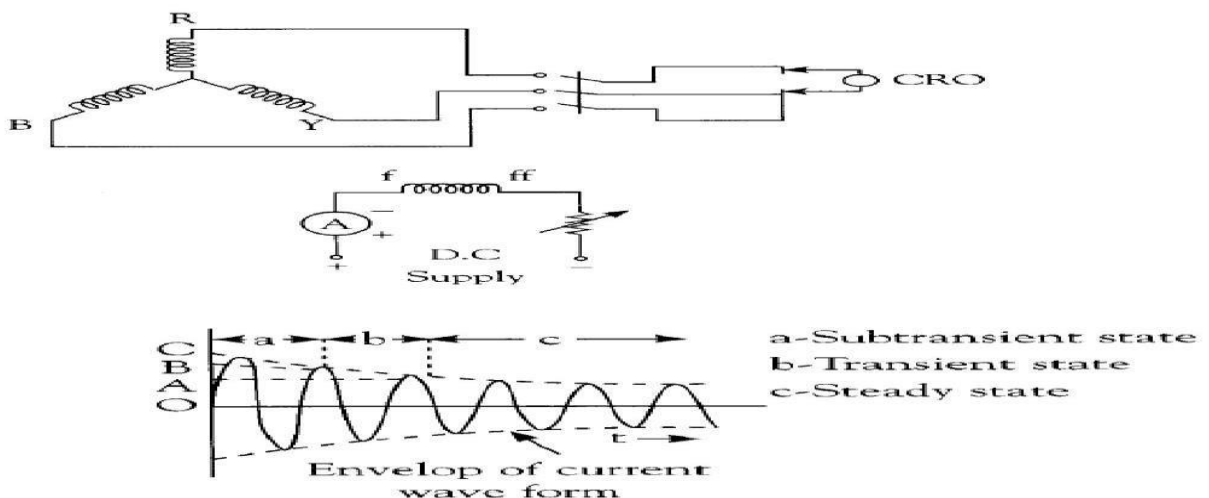 R
CRO
B
Y
f
ff
A
−
+
+
D.C
Supply
−
C
B
A
O
a
b
c
a-Subtransient state
b-Transient state
c-Steady state
t
Envelop of current
wave form